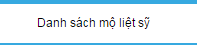 Danh sách mộ liệt sỹ